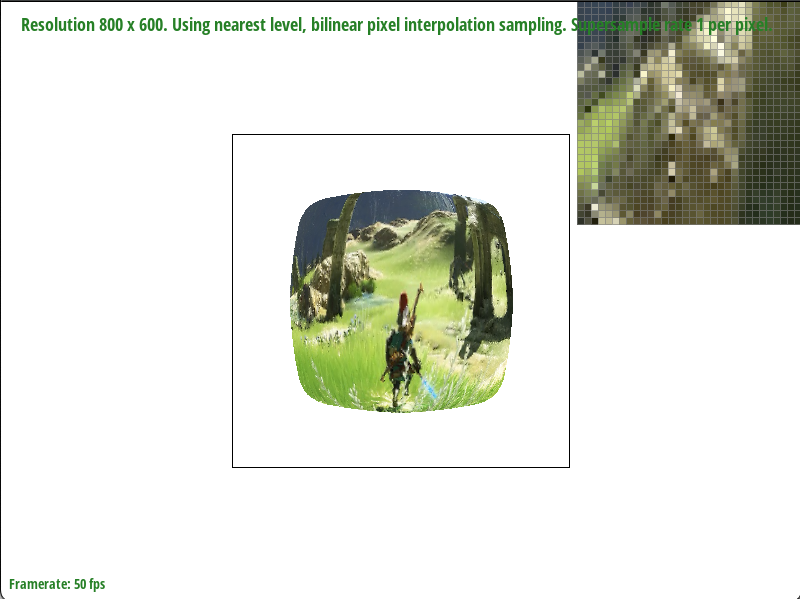 Resolution 800 x 600. Using nearest level, bilinear pixel interpolation sampling. Supersample rate 1 per pixel.
Framerate: 50 fps